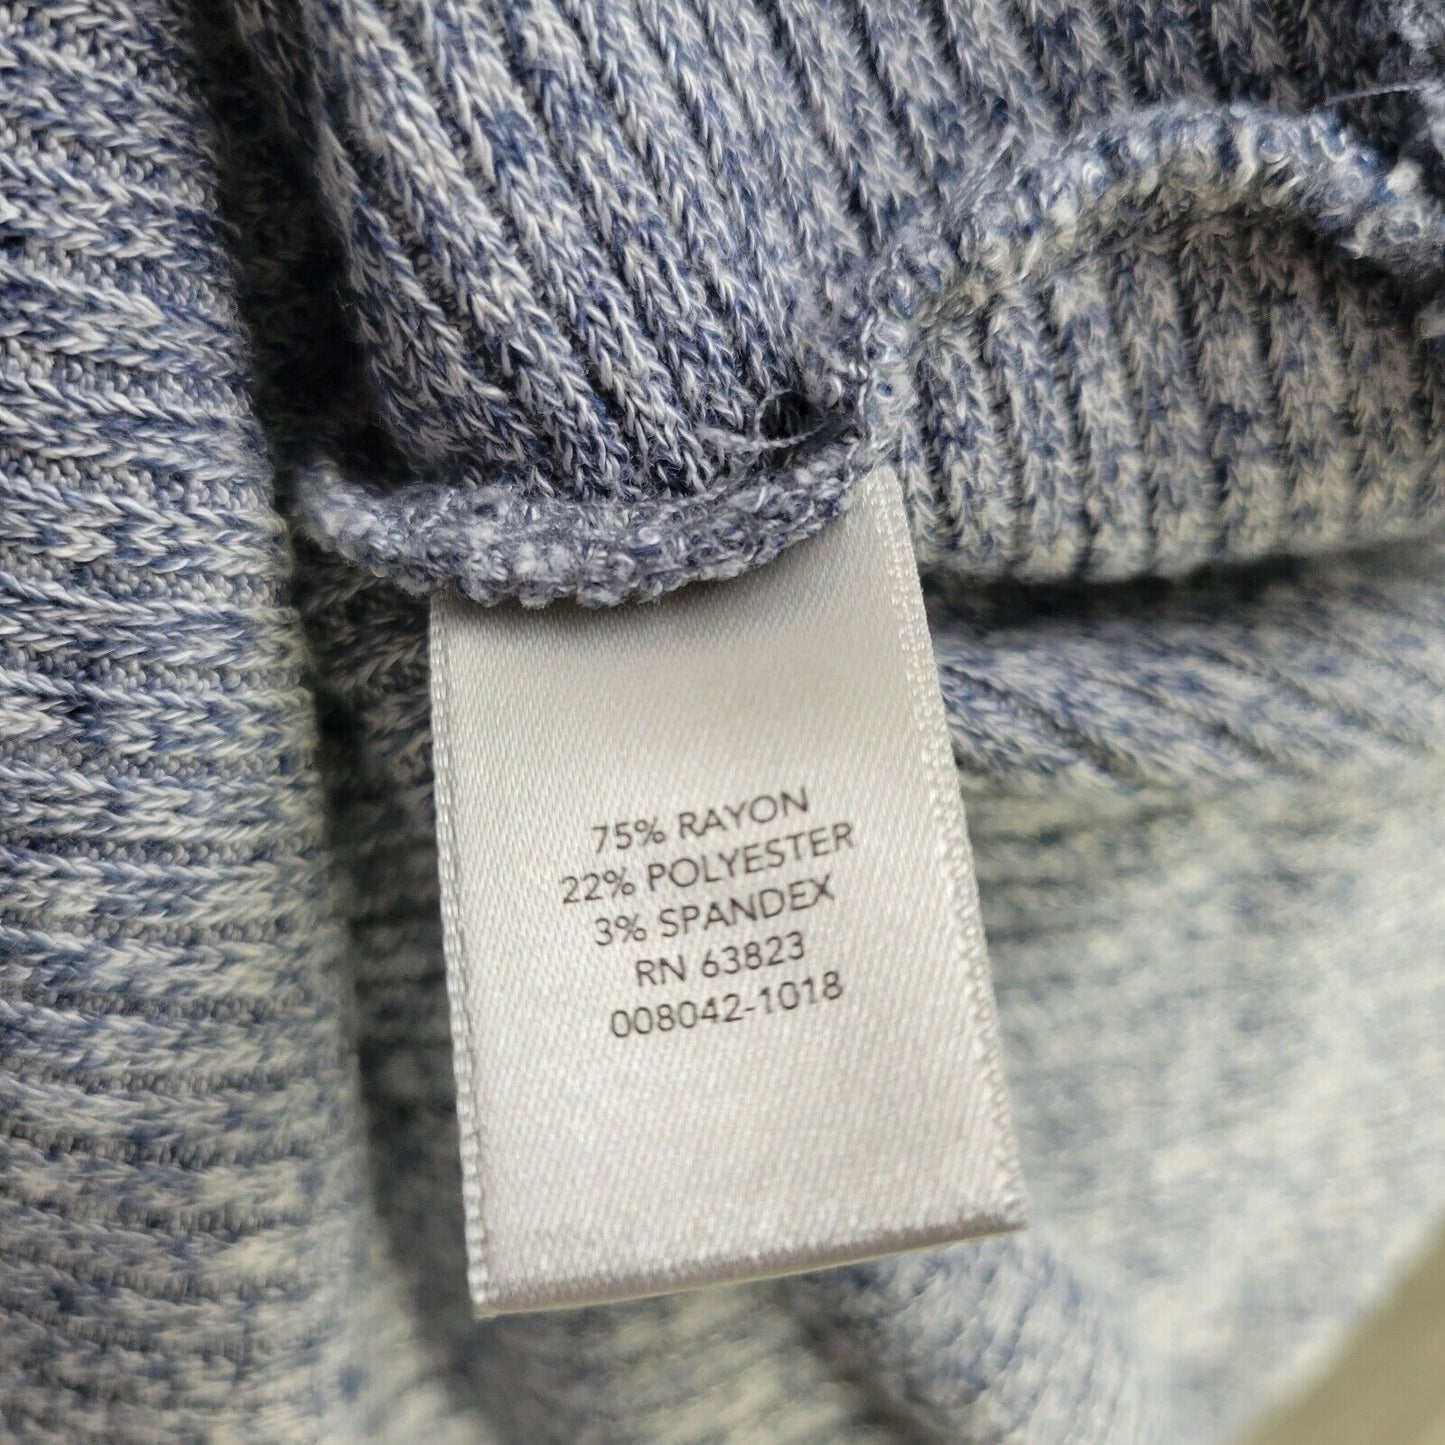 75% RAYON
22% POLYESTER
3% SPANDEX
RN 63823
008042-1018